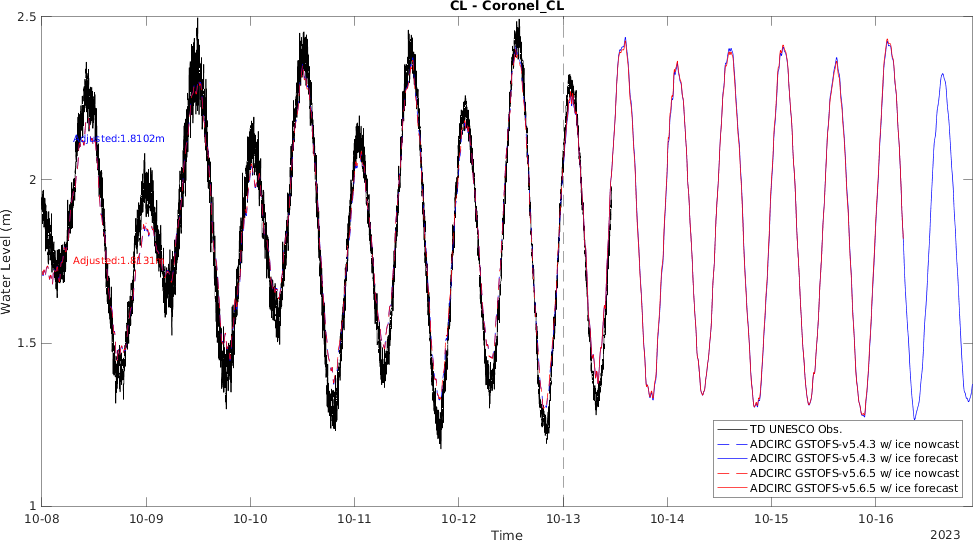 CL - Coronel_CL
2.5
2
1.5
1
Water Level (m)
Adjusted:1.8102m
Adjusted:1.8131m
TD UNESCO Obs.
ADCIRC GSTOFS-v5.4.3 w/ ice nowcast
ADCIRC GSTOFS-v5.4.3 w/ ice forecast
ADCIRC GSTOFS-v5.6.5 w/ ice nowcast
ADCIRC GSTOFS-v5.6.5 w/ ice forecast
10-08 10-09 10-10 10-11 10-12 10-13 10-14 10-15 10-16
Time
2023